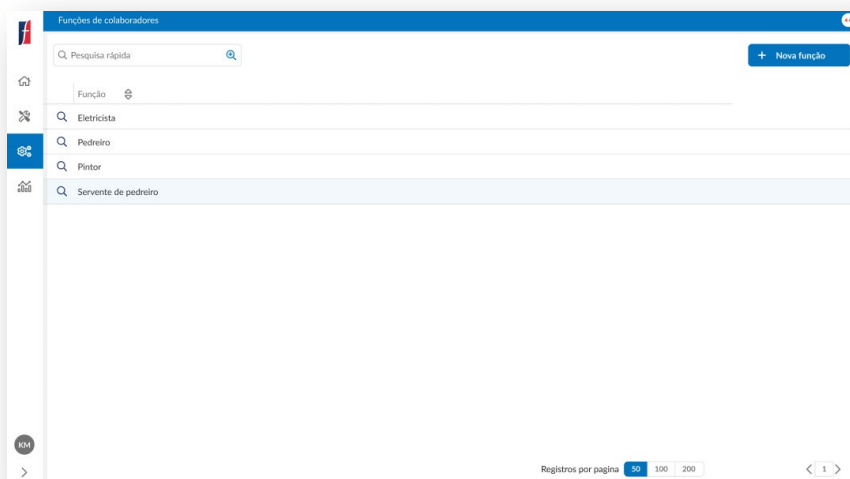 Funções de colaboradores
Pesquisa rápida
+ Nova função
Função
Eletricista
Pedreiro
Pintor
Servente de pedreiro
KM
Registros por pagina 50 100 200
1